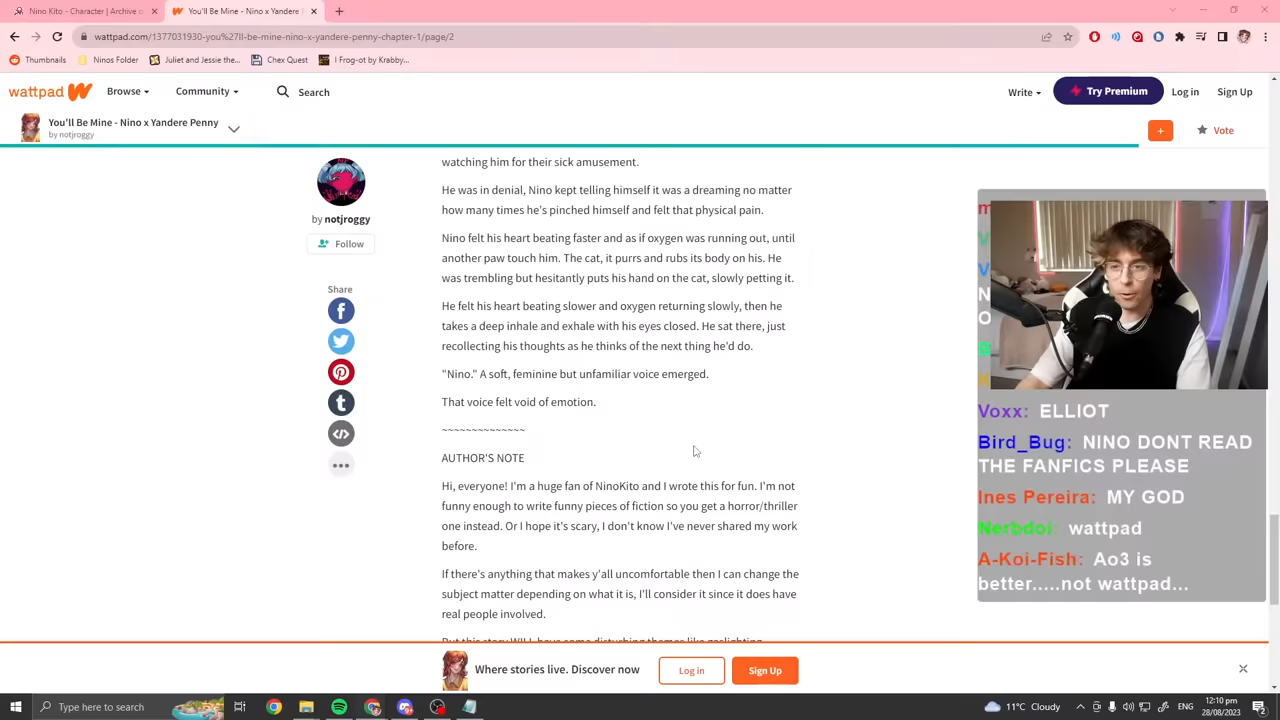 Nino Kito - Character | Archive o
You'll Be Mine - Nino x Yandere P
wattpad.com/1377031930-you%27ll-be-mine-nino-x-yandere-penny-chapter-1/page/2
Thumbnails
Ninos Folder
Juliet and Jessie the...
Chex Quest
I Frog-ot by Krabby...
wattpad
Browse
Community
Search
Write
Try Premium
Log in
Sign Up
You'll Be Mine - Nino x Yandere Penny
by notjroggy
+
Vote
by notjroggy
Follow
Share
watching him for their sick amusement.
He was in denial, Nino kept telling himself it was a dreaming no matter
how many times he's pinched himself and felt that physical pain.
Nino felt his heart beating faster and as if oxygen was running out, until
another paw touch him. The cat, it purrs and rubs its body on his. He
was trembling but hesitantly puts his hand on the cat, slowly petting it.
He felt his heart beating slower and oxygen returning slowly, then he
takes a deep inhale and exhale with his eyes closed. He sat there, just
recollecting his thoughts as he thinks of the next thing he'd do.
"Nino." A soft, feminine but unfamiliar voice emerged.
That voice felt void of emotion.
~~~~~~~~~~~~~~
AUTHOR'S NOTE
Hi, everyone! I'm a huge fan of NinoKito and I wrote this for fun. I'm not
funny enough to write funny pieces of fiction so you get a horror/thriller
one instead. Or I hope it's scary, I don't know I've never shared my work
before.
If there's anything that makes y'all uncomfortable then I can change the
subject matter depending on what it is, I'll consider it since it does have
real people involved.
But this story WILL have some disturbing themes like gaslighting
Voxx: ELLIOT
Bird_Bug: NINO DONT READ
THE FANFICS PLEASE
Ines Pereira: MY GOD
Nerbdoi: wattpad
A-Koi-Fish: Ao3 is
better.....not wattpad...
Where stories live. Discover now
Log in
Sign Up
Type here to search
11°C Cloudy
ENG
12:10 pm
28/08/2023